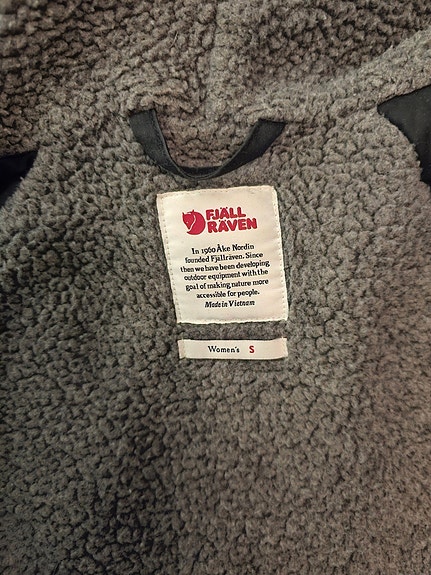 FJÄLL
RÄVEN
In 1960 Åke Nordin
founded Fjällräven. Since
then we have been developing
outdoor equipment with the
goal of making nature more
accessible for people.
Made in Vietnam
Women's S